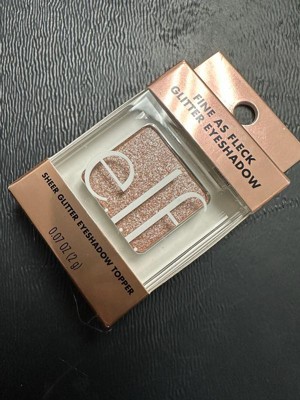 FINE AS FLECK
GLITTER EYESHADOW
elf
SHEER GLITTER EYESHADOW TOPPER
0.07 OZ (2 g)